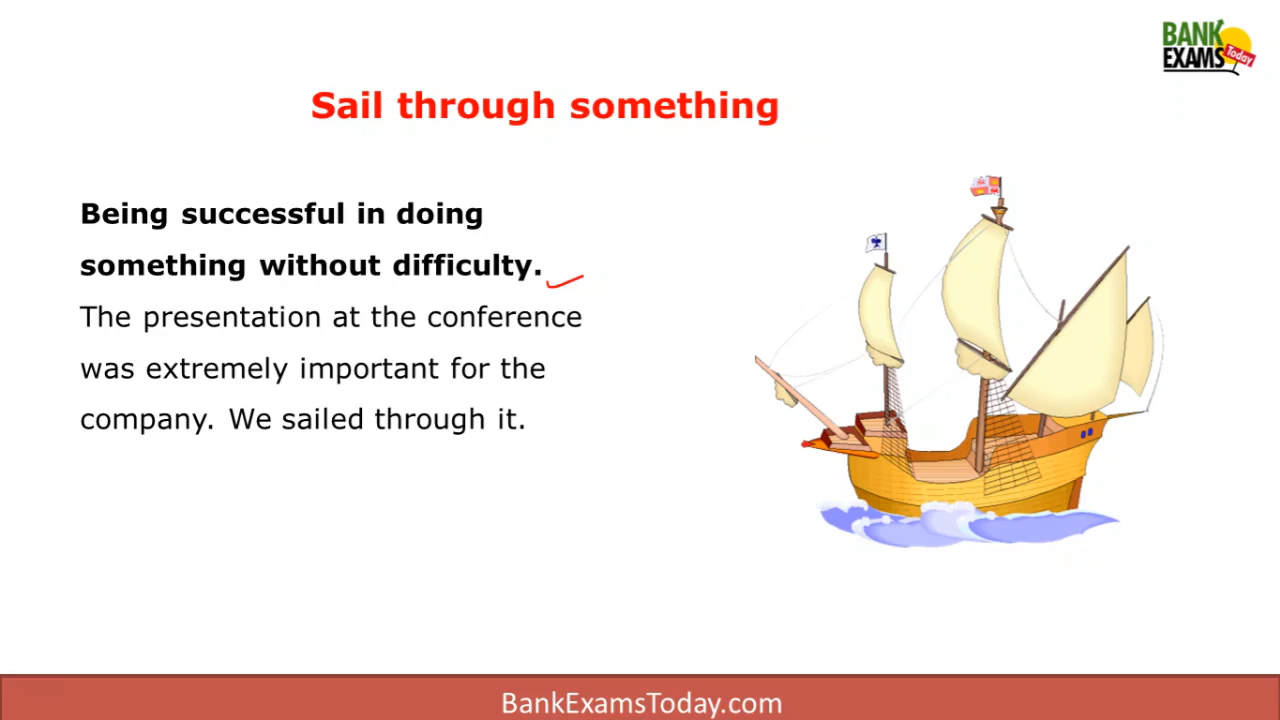 BANK
EXAMS Today
Sail through something
Being successful in doing
something without difficulty.
The presentation at the conference
was extremely important for the
company. We sailed through it.
BankExamsToday.com